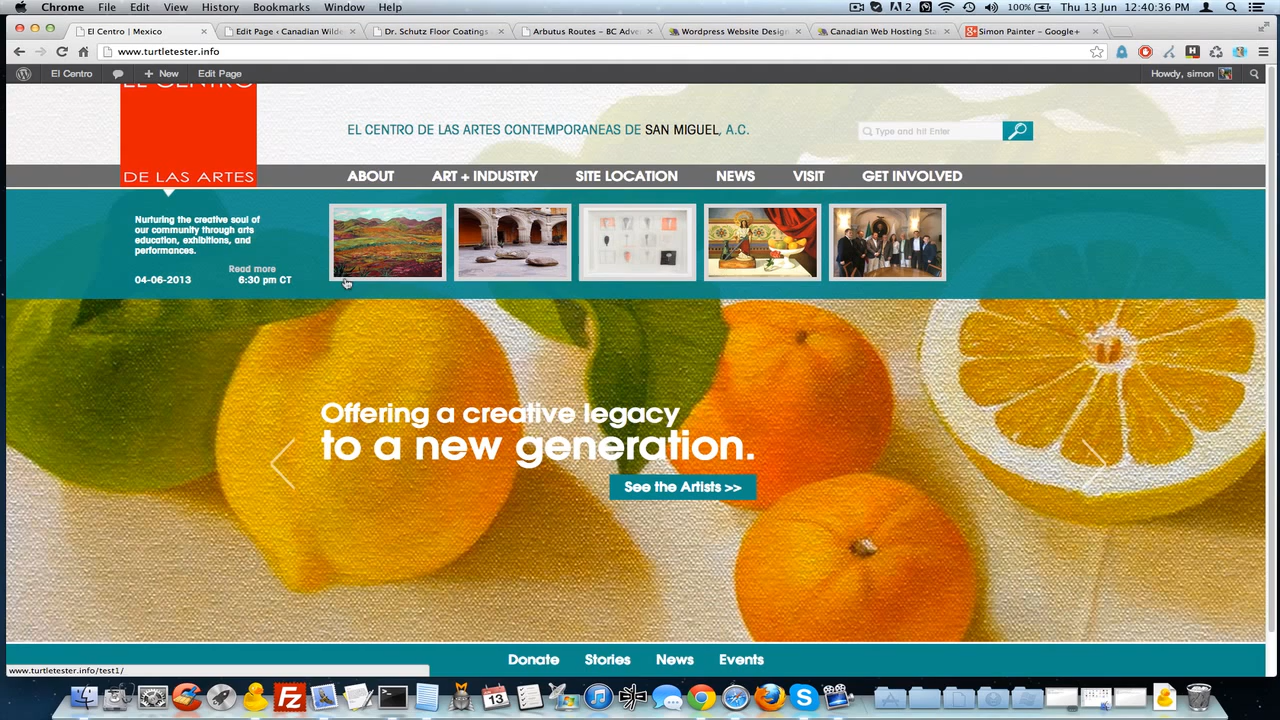 Chrome File Edit View History Bookmarks Window Help
2
100%
Thu 13 Jun 12:40:36 PM
El Centro | Mexico
Edit Page ‹ Canadian Wilde
Dr. Schutz Floor Coatings
Arbutus Routes – BC Adve
Wordpress Website Design
Canadian Web Hosting Sta
Simon Painter – Google+
www.turtletester.info
El Centro
New
Edit Page
Howdy, simon
EL CENTRO
DE LAS ARTES
EL CENTRO DE LAS ARTES CONTEMPORANEAS DE SAN MIGUEL, A.C.
Type and hit Enter
ABOUT
ART + INDUSTRY
SITE LOCATION
NEWS
VISIT
GET INVOLVED
Nurturing the creative soul of
our community through arts
education, exhibitions, and
performances.
Read more
04-06-2013
6:30 pm CT
Offering a creative legacy
to a new generation.
See the Artists >>
Donate
Stories
News
Events
www.turtletester.info/test1/
Fz
13